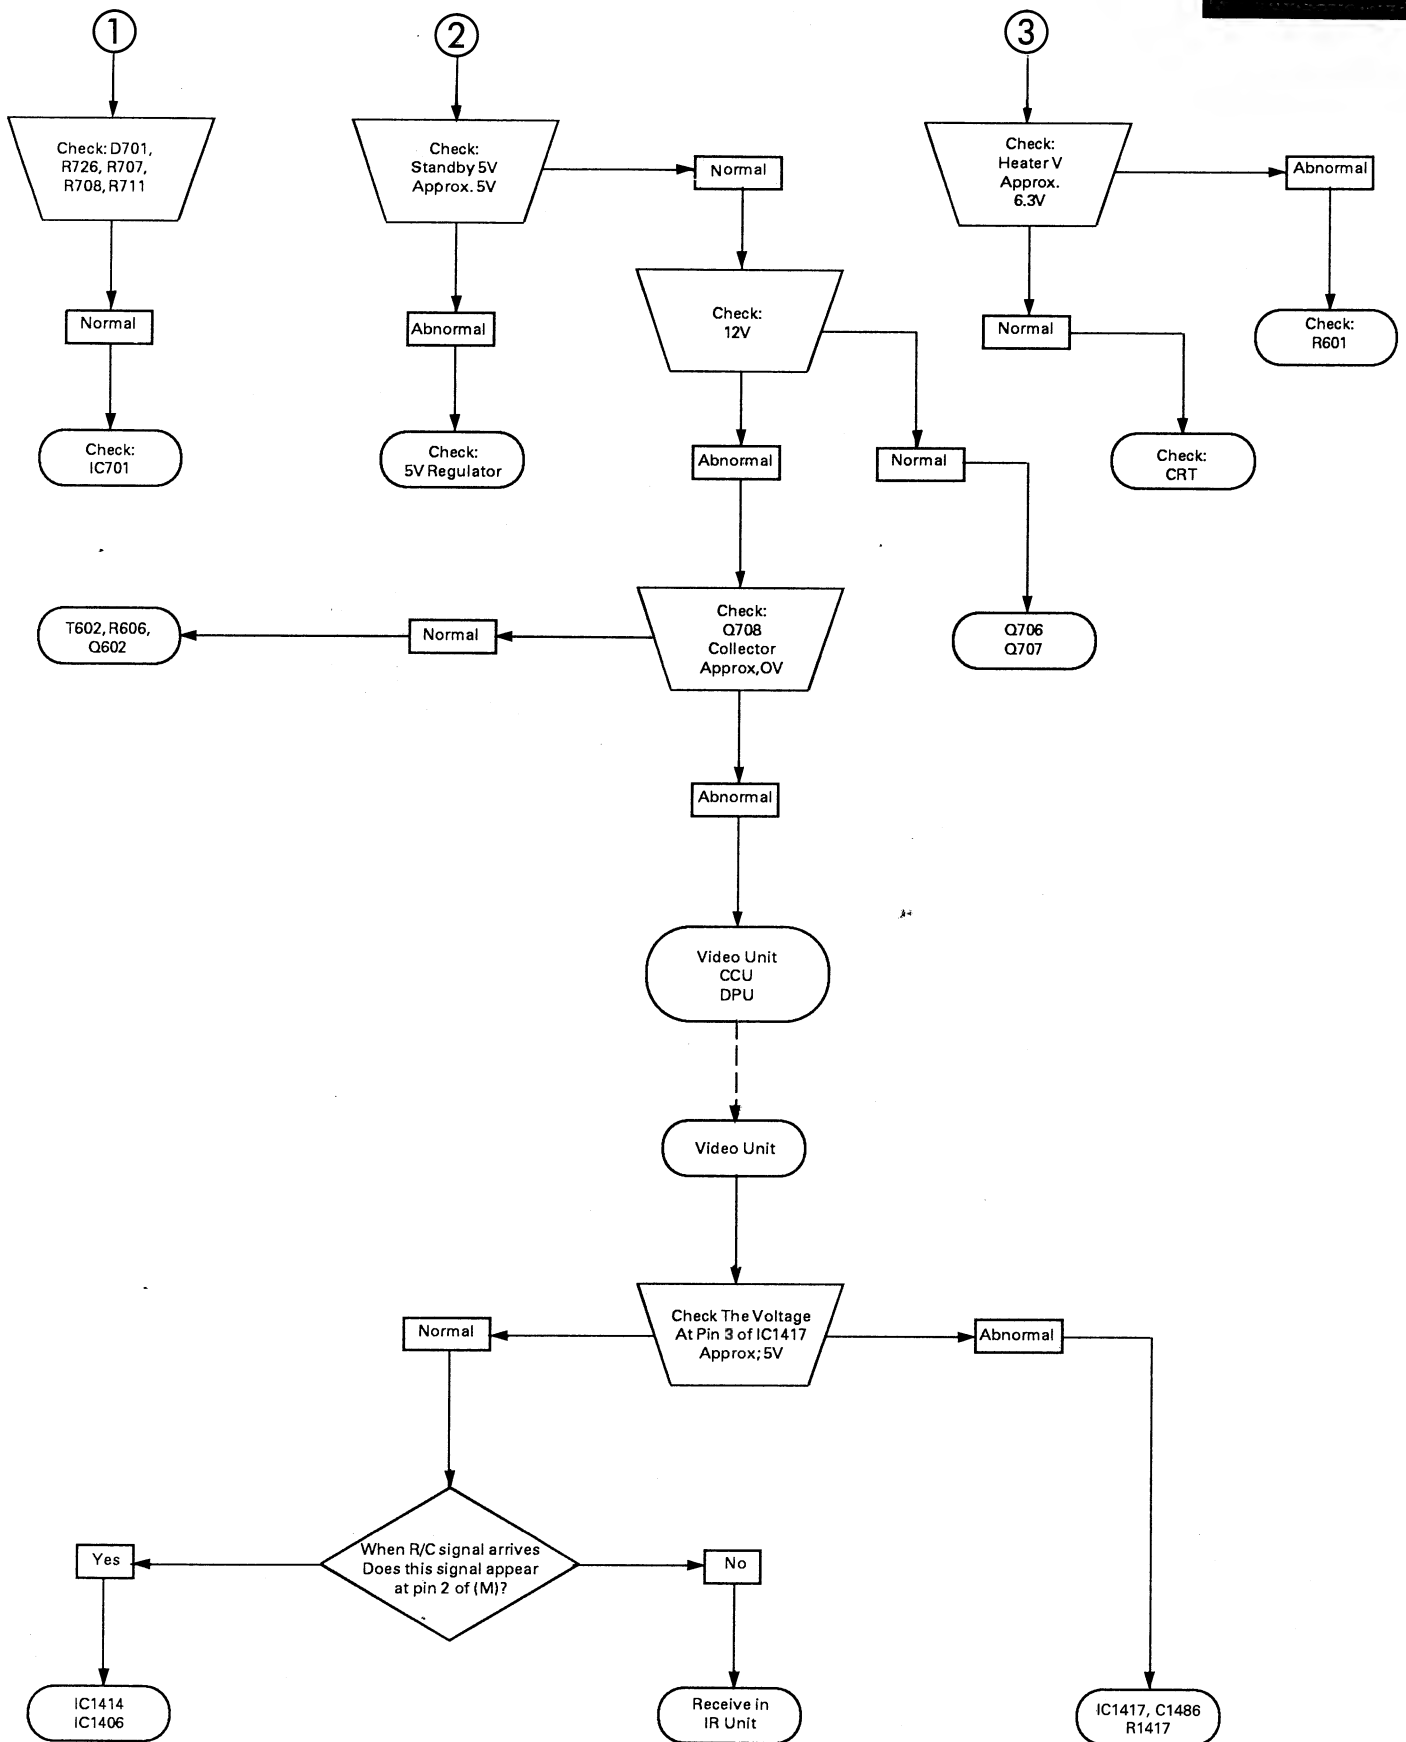 1
2
3
Check: D701,
R726, R707,
R708, R711
Normal
Check:
IC701
Check:
Standby 5V
Approx. 5V
Normal
Abnormal
Check:
5V Regulator
Check:
12V
Abnormal
Normal
Q706
Q707
Check:
Heater V
Approx.
6.3V
Abnormal
Check:
R601
Normal
Check:
CRT
Check:
Q708
Collector
Approx,OV
Normal
T602, R606,
Q602
Abnormal
Video Unit
CCU
DPU
Video Unit
Check The Voltage
At Pin 3 of IC1417
Approx; 5V
Normal
Abnormal
When R/C signal arrives
Does this signal appear
at pin 2 of (M)?
Yes
No
IC1414
IC1406
Receive in
IR Unit
IC1417, C1486
R1417